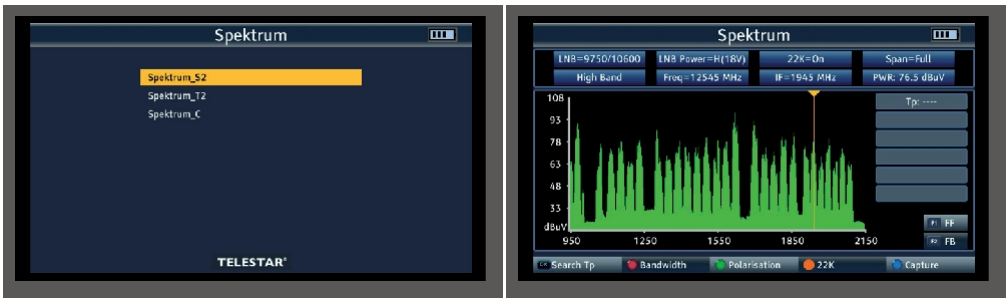 Spektrum
Spektrum_S2
Spektrum_T2
Spektrum_C
TELESTAR
Spektrum
LNB=9750/10600 LNB Power=H(18V) 22K=On Span=Full
High Band Freq=12545 MHz IF=1945 MHz PWR: 76.5 dBuV
108
Tp: ----
93
78
63
48
33
dBuV
F1 FF
950 1250 1550 1850 2150
F2 FB
Search Tp Bandwidth Polarisation 22K Capture